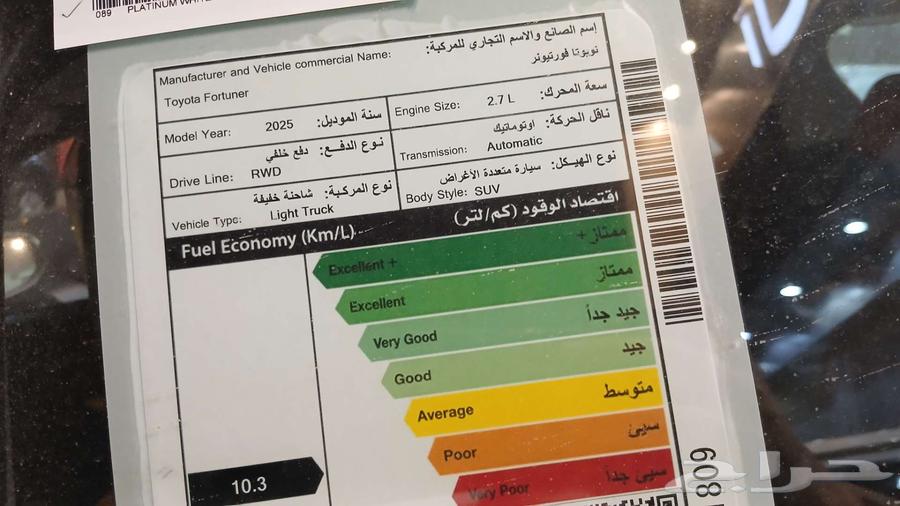 089 PLATINUM WHITE
إسم الصانع والاسم التجاري للمركبة:
Manufacturer and Vehicle commercial Name:
تويوتا فورتيونر
Toyota Fortuner
Model Year: 2025 سنة الموديل:
Engine Size: 2.7 L سعة المحرك:
Drive Line: RWD نوع الدفع: دفع خلفي
Transmission: Automatic ناقل الحركة: اوتوماتيك
Vehicle Type: Light Truck نوع المركبة: شاحنة خفيفة
Body Style: SUV نوع الهيكل: سيارة متعددة الأغراض
Fuel Economy (Km/L) اقتصاد الوقود (كم/لتر)
Excellent + ممتاز +
Excellent ممتاز
Very Good جيد جداً
Good جيد
Average متوسط
Poor سيئ
10.3
Very Poor سيئ جداً
809
حراج